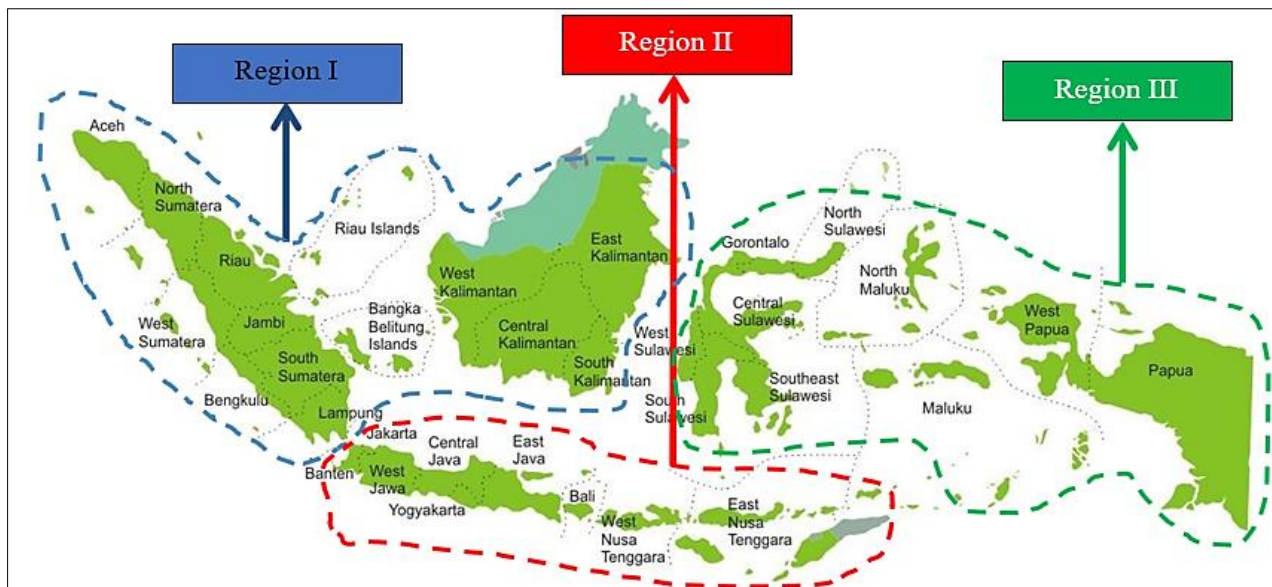 Region I
Region II
Region III
Aceh
North
Sumatera
Riau Islands
Riau
West
Sumatera
Jambi
Bangka
Belitung
Islands
South
Sumatera
Bengkulu
Lampung
West
Kalimantan
East
Kalimantan
Central
Kalimantan
South
Kalimantan
Gorontalo
North
Sulawesi
North
Maluku
Central
Sulawesi
West
Sulawesi
Southeast
Sulawesi
South
Sulawesi
West
Papua
Papua
Maluku
Jakarta
Banten
West
Jawa
Central
Java
Yogyakarta
East
Java
Bali
West
Nusa
Tenggara
East
Nusa
Tenggara